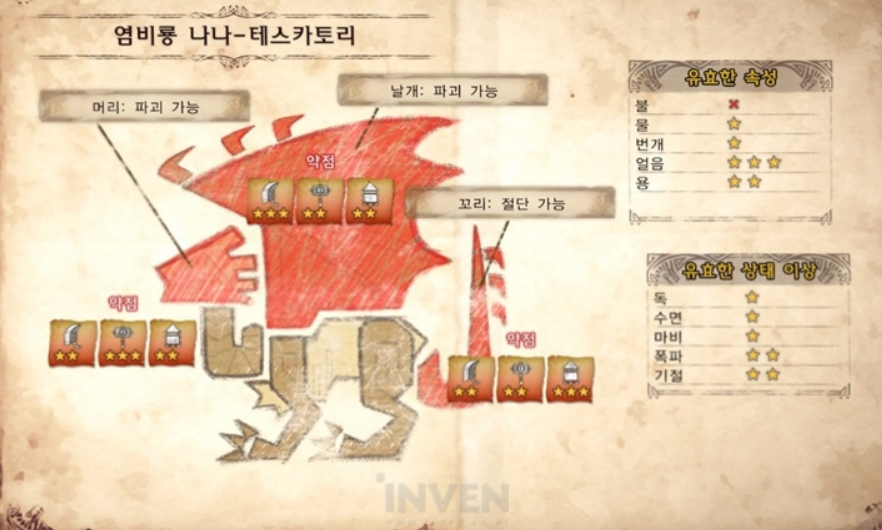 염비룡 나나-테스카토리
머리: 파괴 가능
날개: 파괴 가능
약점
꼬리: 절단 가능
약점
약점
유효한 속성
불
물
번개
얼음
용
유효한 상태 이상
독
수면
마비
폭파
기절
INVEN